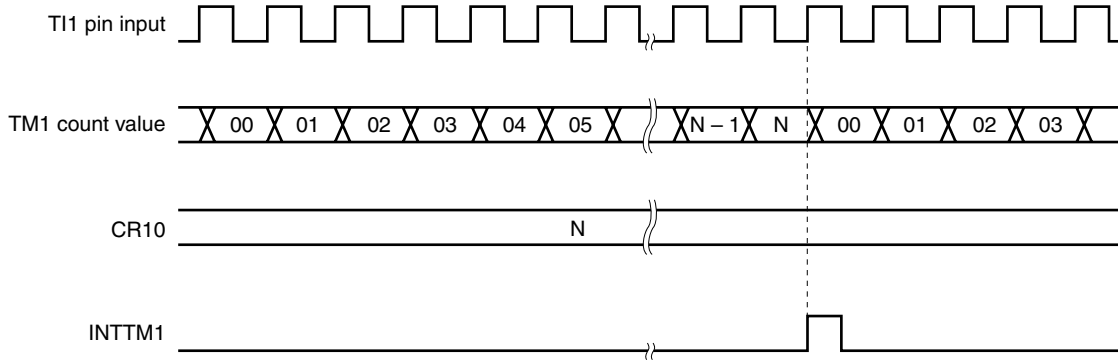 TI1 pin input
TM1 count value 00 01 02 03 04 05 N – 1 N 00 01 02 03
CR10 N
INTTM1